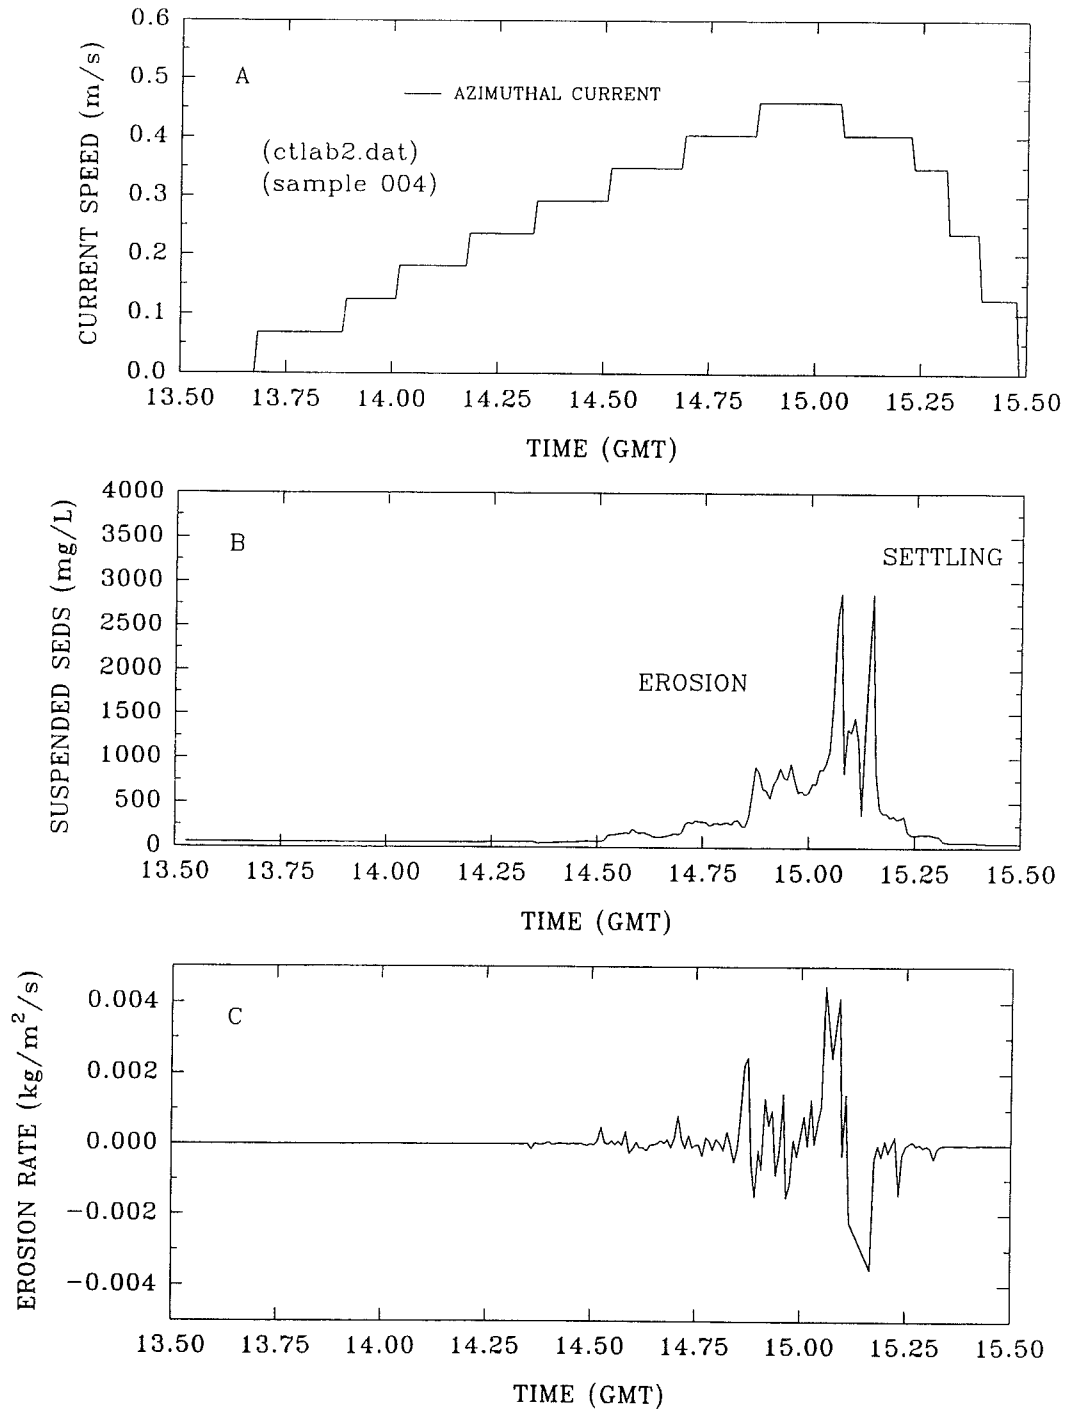 0.6
0.5
0.4
0.3
0.2
0.1
0.0
CURRENT SPEED (m/s)
A
AZIMUTHAL CURRENT
(ctlab2.dat)
(sample 004)
13.50 13.75 14.00 14.25 14.50 14.75 15.00 15.25 15.50
TIME (GMT)
4000
3500
3000
2500
2000
1500
1000
500
0
SUSPENDED SEDS (mg/L)
B
SETTLING
EROSION
13.50 13.75 14.00 14.25 14.50 14.75 15.00 15.25 15.50
TIME (GMT)
0.004
0.002
0.000
−0.002
−0.004
EROSION RATE (kg/m²/s)
C
13.50 13.75 14.00 14.25 14.50 14.75 15.00 15.25 15.50
TIME (GMT)